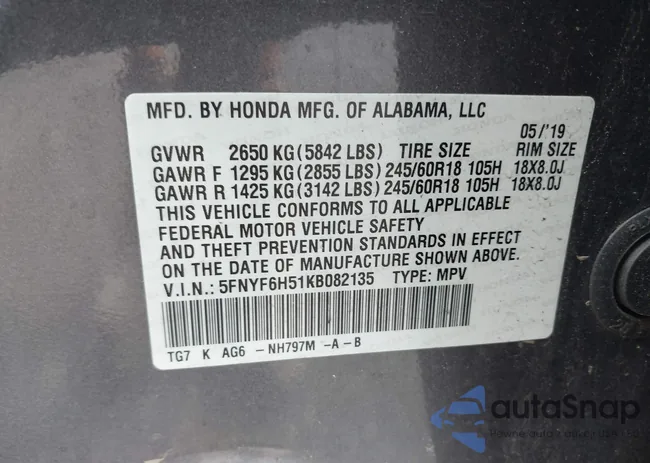 MFD. BY HONDA MFG. OF ALABAMA, LLC
05/'19
GVWR 2650 KG(5842 LBS) TIRE SIZE RIM SIZE
GAWR F 1295 KG(2855 LBS)245/60R18 105H 18X8.0J
GAWR R 1425 KG(3142 LBS)245/60R18 105H 18X8.0J
THIS VEHICLE CONFORMS TO ALL APPLICABLE
FEDERAL MOTOR VEHICLE SAFETY
AND THEFT PREVENTION STANDARDS IN EFFECT
ON THE DATE OF MANUFACTURE SHOWN ABOVE.
V.I.N.: 5FNYF6H51KB082135 TYPE: MPV
TG7 K AG6 -NH797M -A-B
autoSnap